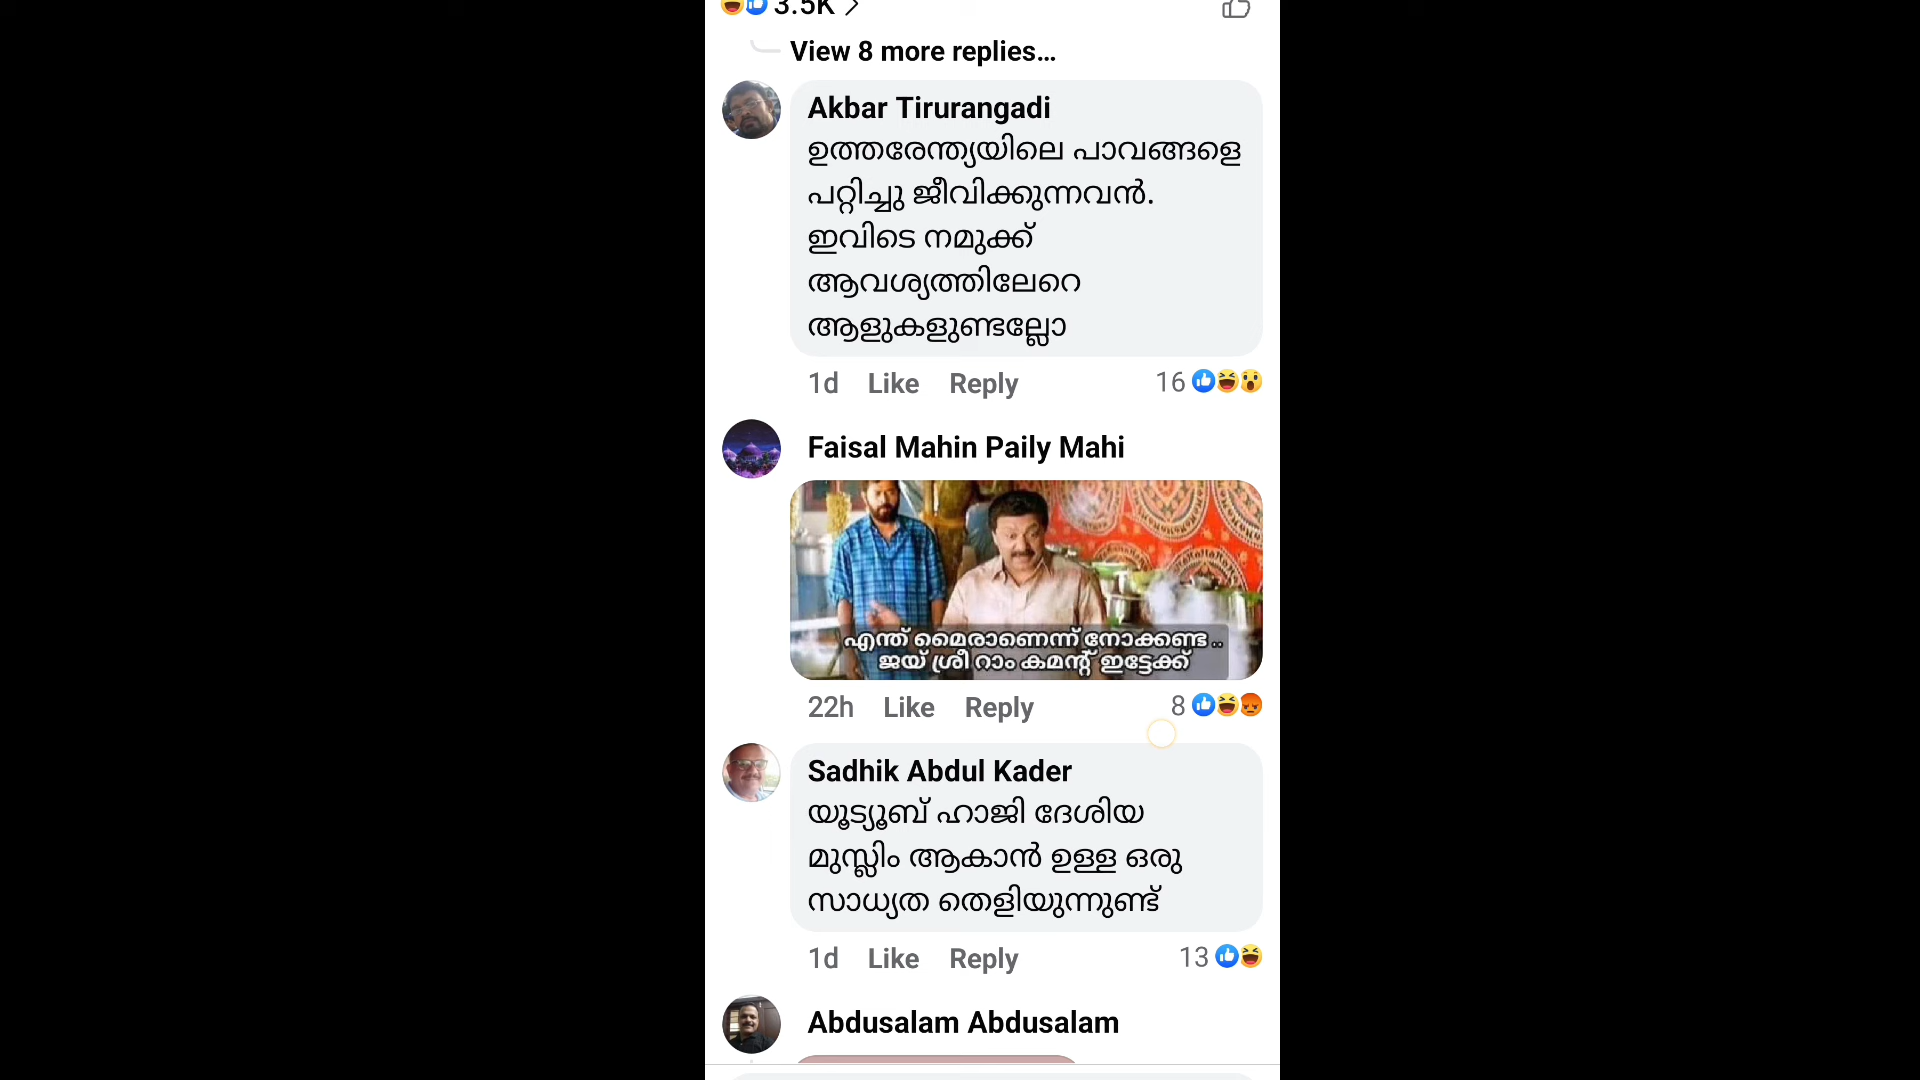 3.5K
View 8 more replies...
Akbar Tirurangadi
ഉത്തരേന്ത്യയിലെ പാവങ്ങളെ
പറ്റിച്ചു ജീവിക്കുന്നവൻ.
ഇവിടെ നമുക്ക്
ആവശ്യത്തിലേറെ
ആളുകളുണ്ടല്ലോ
1d Like Reply 16
Faisal Mahin Paily Mahi
എന്ത് മൈരാണെന്ന് നോക്കണ്ട ..
ജയ് ശ്രീ റാം കമന്റ് ഇട്ടേക്ക്
22h Like Reply 8
Sadhik Abdul Kader
യൂട്യൂബ് ഹാജി ദേശിയ
മുസ്ലിം ആകാൻ ഉള്ള ഒരു
സാധ്യത തെളിയുന്നുണ്ട്
1d Like Reply 13
Abdusalam Abdusalam